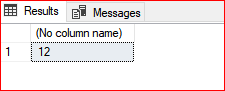 Results Messages
(No column name)
1 12